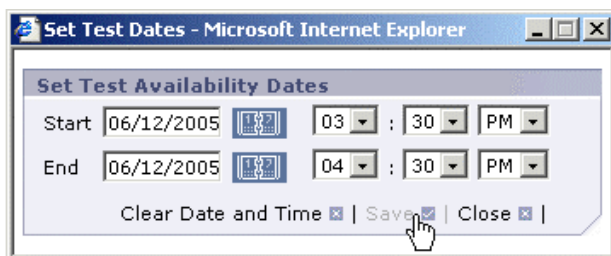 Set Test Dates - Microsoft Internet Explorer
Set Test Availability Dates
Start 06/12/2005 03 : 30 PM
End 06/12/2005 04 : 30 PM
Clear Date and Time | Save | Close |